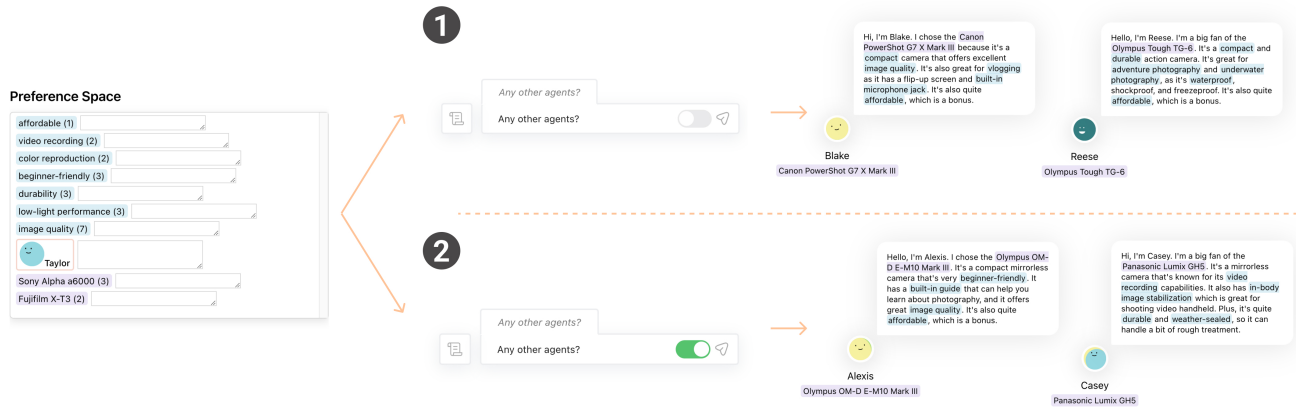 Preference Space
affordable (1)
video recording (2)
color reproduction (2)
beginner-friendly (3)
durability (3)
low-light performance (3)
image quality (7)
Taylor
Sony Alpha a6000 (3)
Fujifilm X-T3 (2)
1
Any other agents?
Any other agents?
Hi, I'm Blake. I chose the Canon
PowerShot G7 X Mark III because it's a
compact camera that offers excellent
image quality. It's also great for vlogging
as it has a flip-up screen and built-in
microphone jack. It's also quite
affordable, which is a bonus.
Blake
Canon PowerShot G7 X Mark III
Hello, I'm Reese. I'm a big fan of the
Olympus Tough TG-6. It's a compact and
durable action camera. It's great for
adventure photography and underwater
photography, as it's waterproof,
shockproof, and freezeproof. It's also quite
affordable, which is a bonus.
Reese
Olympus Tough TG-6
2
Any other agents?
Any other agents?
Hello, I'm Alexis. I chose the Olympus OM-
D E-M10 Mark III. It's a compact mirrorless
camera that's very beginner-friendly. It
has a built-in guide that can help you
learn about photography, and it offers
great image quality. It's also quite
affordable, which is a bonus.
Alexis
Olympus OM-D E-M10 Mark III
Hi, I'm Casey. I'm a big fan of the
Panasonic Lumix GH5. It's a mirrorless
camera that's known for its video
recording capabilities. It also has in-body
image stabilization which is great for
shooting video handheld. Plus, it's quite
durable and weather-sealed, so it can
handle a bit of rough treatment.
Casey
Panasonic Lumix GH5